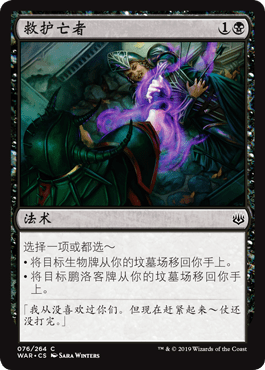 救护亡者
1
法术
选择一项或都选～
• 将目标生物牌从你的坟墓场移回你手上。
• 将目标鹏洛客牌从你的坟墓场移回你手
上。
「我从没喜欢过你们。但现在赶紧起来～仗还
没打完。」
076/264 C
WAR • CS SARA WINTERS
™ & © 2019 Wizards of the Coast